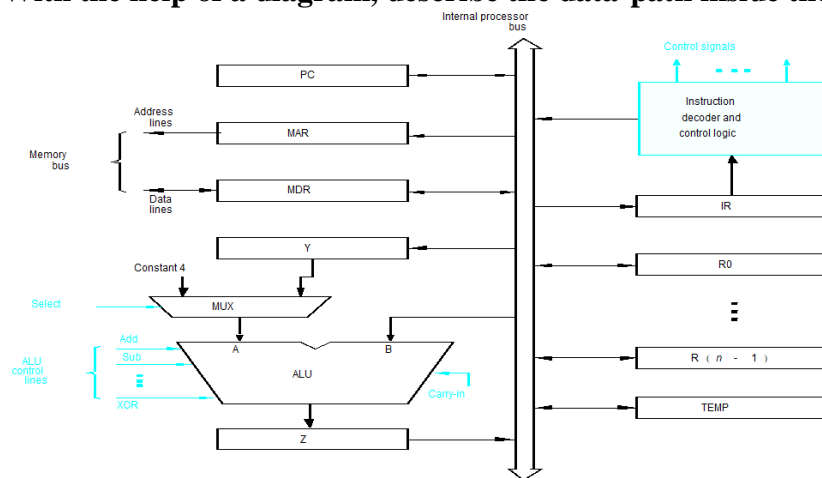 With the help of a diagram, describe the data-path inside the
Internal processor
bus
Control signals
PC
Instruction
decoder and
control logic
Address
lines
MAR
Memory
bus
MDR
Data
lines
IR
Y
Constant 4
R0
Select
MUX
Add
A
B
Sub
ALU
control
lines
ALU
R ( n - 1 )
Carry-in
XOR
TEMP
Z